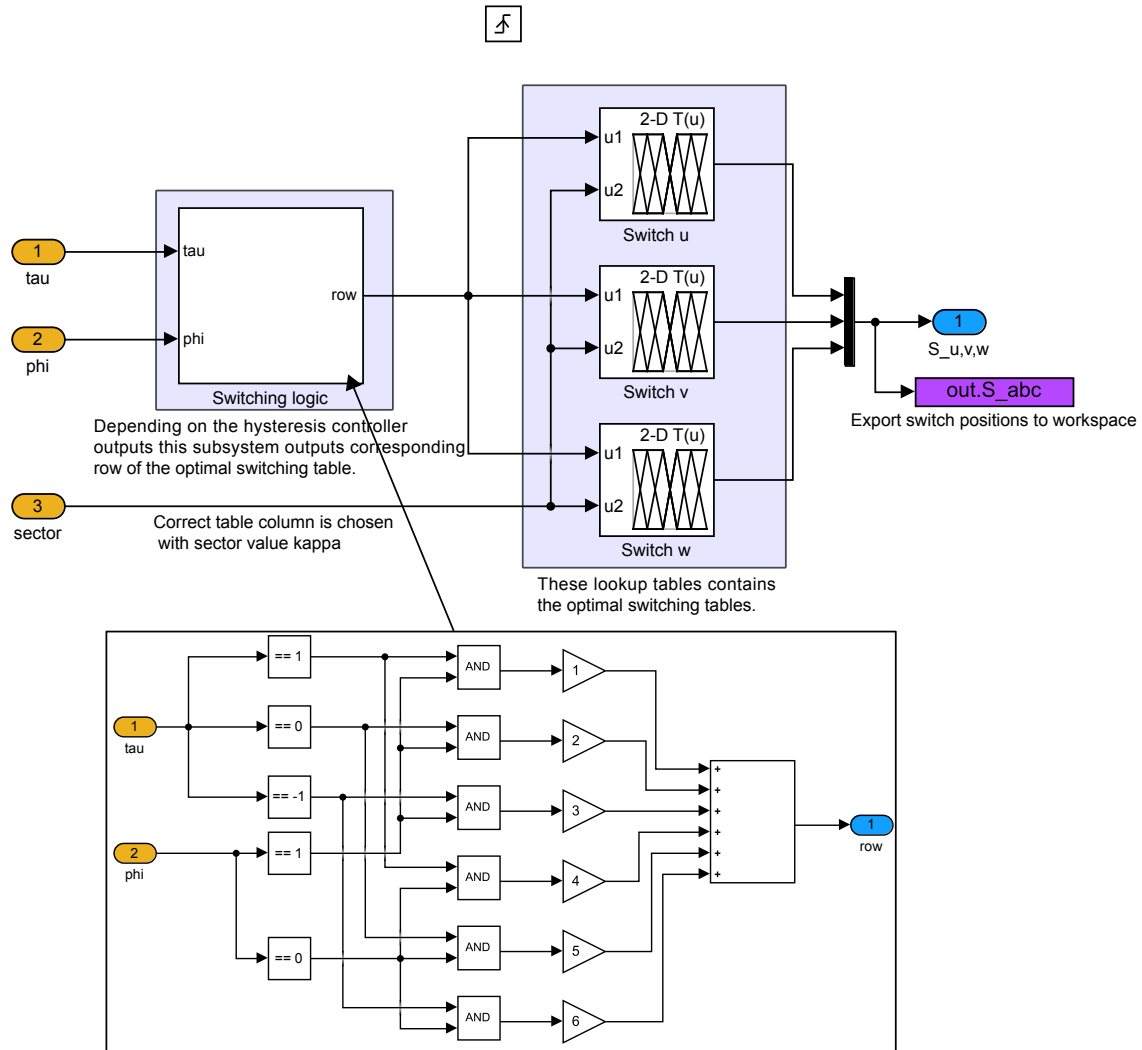 2-D T(u)
u1
u2
Switch u
1
tau
tau
row
2
phi
phi
Switching logic
2-D T(u)
u1
u2
Switch v
1
S_u,v,w
out.S_abc
Export switch positions to workspace
Depending on the hysteresis controller
outputs this subsystem outputs corresponding
row of the optimal switching table.
2-D T(u)
u1
u2
Switch w
3
sector
Correct table column is chosen
with sector value kappa
These lookup tables contains
the optimal switching tables.
== 1
AND
1
1
tau
== 0
AND
2
+
+
+
+
+
+
== -1
AND
3
1
row
2
phi
== 1
AND
4
== 0
AND
5
AND
6